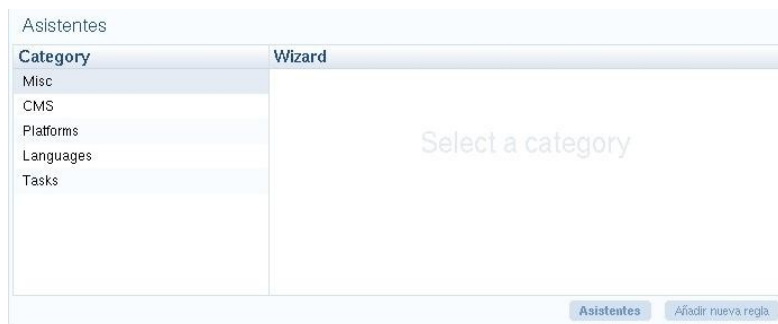 Asistentes
Category Wizard
Misc
CMS
Platforms
Languages
Tasks
Select a category
Asistentes Añadir nueva regla